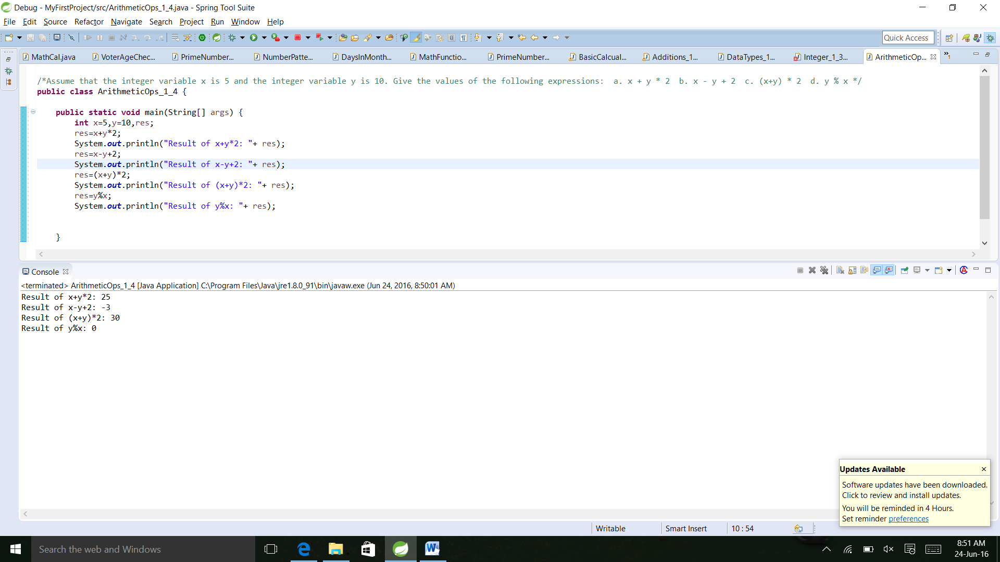 Debug - MyFirstProject/src/ArithmeticOps_1_4.java - Spring Tool Suite
File Edit Source Refactor Navigate Search Project Run Window Help
Quick Access
MathCal.java VoterAgeChec... PrimeNumber... NumberPatte... DaysInMonth... MathFunctio... PrimeNumber... BasicCalcual... Additions_1... DataTypes_1... Integer_1_3... ArithmeticOp... »1
/*Assume that the integer variable x is 5 and the integer variable y is 10. Give the values of the following expressions:  a. x + y * 2  b. x - y + 2  c. (x+y) * 2  d. y % x */
public class ArithmeticOps_1_4 {
public static void main(String[] args) {
int x=5,y=10,res;
res=x+y*2;
System.out.println("Result of x+y*2: "+ res);
res=x-y+2;
System.out.println("Result of x-y+2: "+ res);
res=(x+y)*2;
System.out.println("Result of (x+y)*2: "+ res);
res=y%x;
System.out.println("Result of y%x: "+ res);
}
Console
<terminated> ArithmeticOps_1_4 [Java Application] C:\Program Files\Java\jre1.8.0_91\bin\javaw.exe (Jun 24, 2016, 8:50:01 AM)
Result of x+y*2: 25
Result of x-y+2: -3
Result of (x+y)*2: 30
Result of y%x: 0
Updates Available
Software updates have been downloaded.
Click to review and install updates.
You will be reminded in 4 Hours.
Set reminder preferences
Writable Smart Insert 10 : 54
Search the web and Windows
8:51 AM
24-Jun-16